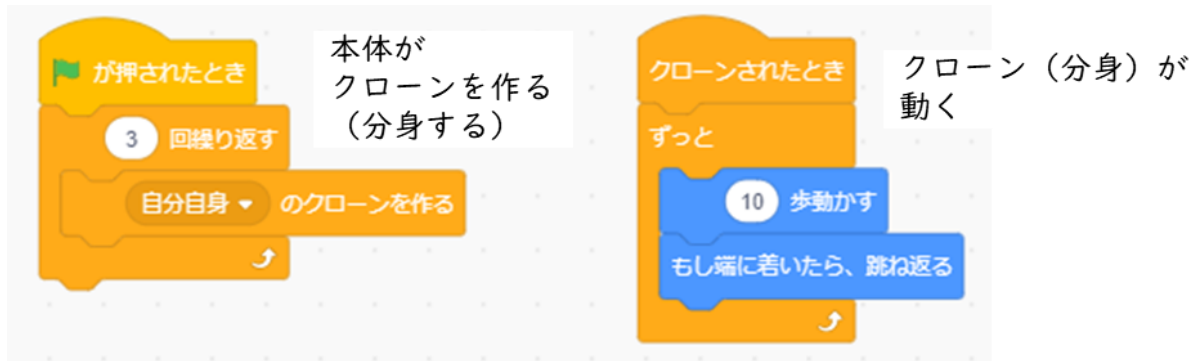 が押されたとき
3 回繰り返す
自分自身 のクローンを作る
本体が
クローンを作る
（分身する）
クローンされたとき
ずっと
10 歩動かす
もし端に着いたら、跳ね返る
クローン（分身）が
動く